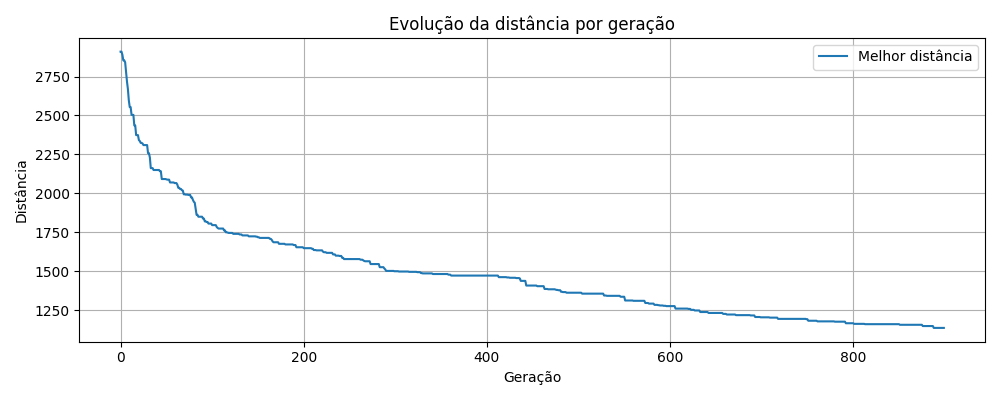 Evolução da distância por geração
Melhor distância
Distância
2750
2500
2250
2000
1750
1500
1250
0 200 400 600 800
Geração